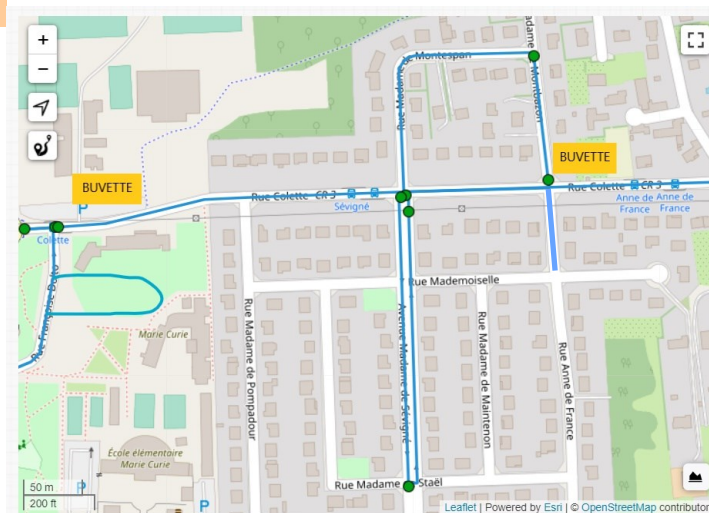 +
−
Rue Madame de Montespan
Madame de Montbazon
BUVETTE
BUVETTE
P
Rue Colette CR 3
Sévigné
Rue Colette CR 3
Anne de France
Anne de France
Colette
Rue Françoise Dolto
Marie Curie
Rue Mademoiselle
Rue Madame de Pompadour
Avenue Madame de Sévigné
Rue Madame de Maintenon
Rue Anne de France
École élémentaire
Marie Curie
P
P
Rue Madame de Staël
50 m
200 ft
Leaflet | Powered by Esri | © OpenStreetMap contributor